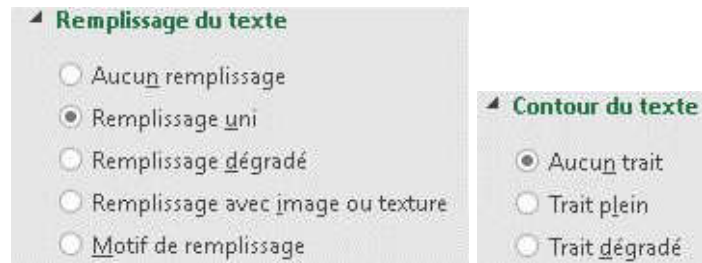 Remplissage du texte
Aucun remplissage
Remplissage uni
Remplissage dégradé
Remplissage avec image ou texture
Motif de remplissage
Contour du texte
Aucun trait
Trait plein
Trait dégradé